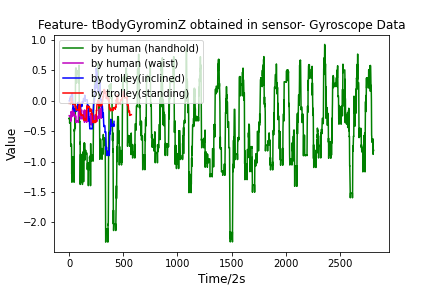 Feature- tBodyGyrominZ obtained in sensor- Gyroscope Data
by human (handhold)
by human (waist)
by trolley(inclined)
by trolley(standing)
1.0
0.5
0.0
−0.5
−1.0
−1.5
−2.0
Value
0
500
1000
1500
2000
2500
Time/2s